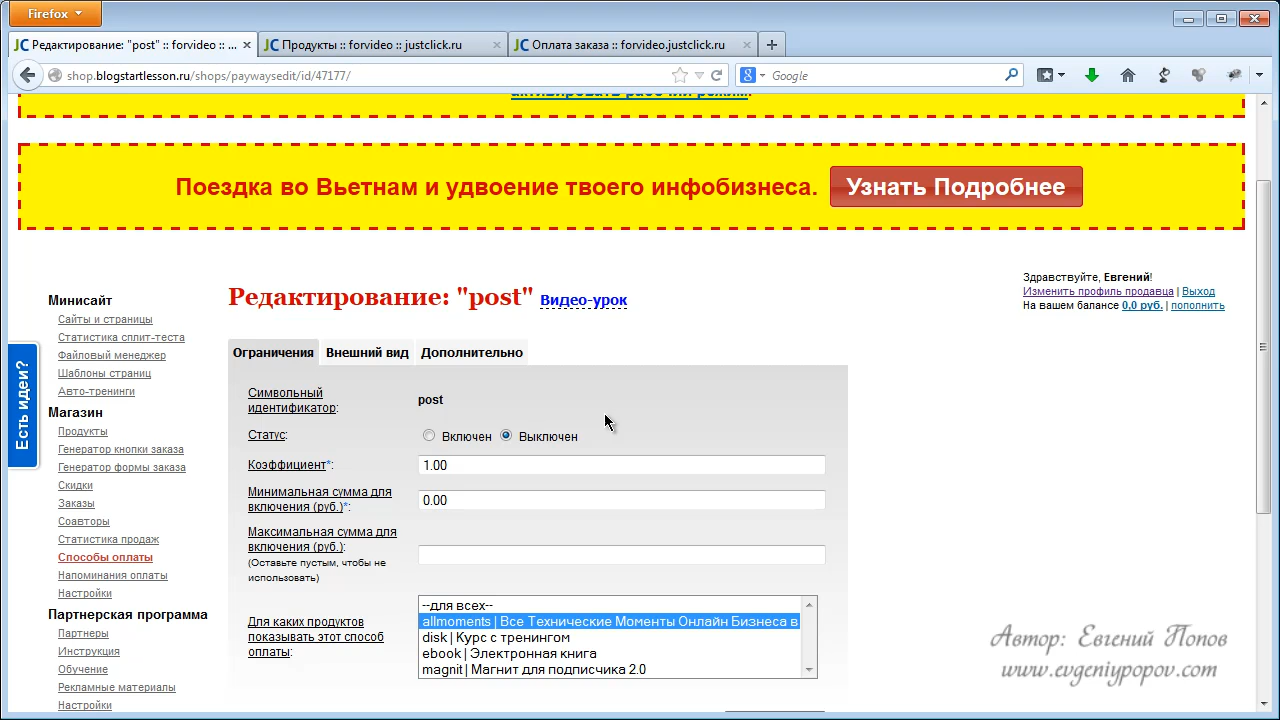 Firefox
Редактирование: "post" :: forvideo :: ...
Продукты :: forvideo :: justclick.ru
Оплата заказа :: forvideo.justclick.ru
shop.blogstartlesson.ru/shops/paywaysedit/id/47177/
Google
активировать рабочий режим!
Поездка во Вьетнам и удвоение твоего инфобизнеса.
Узнать Подробнее
Здравствуйте, Евгений!
Изменить профиль продавца | Выход
На вашем балансе 0,0 руб. | пополнить
Есть идеи?
Минисайт
Сайты и страницы
Статистика сплит-теста
Файловый менеджер
Шаблоны страниц
Авто-тренинги
Магазин
Продукты
Генератор кнопки заказа
Генератор формы заказа
Скидки
Заказы
Соавторы
Статистика продаж
Способы оплаты
Напоминания оплаты
Настройки
Партнерская программа
Партнеры
Инструкция
Обучение
Рекламные материалы
Настройки
Редактирование: "post" Видео-урок
Ограничения
Внешний вид
Дополнительно
Символьный
идентификатор:
post
Статус:
Включен
Выключен
Коэффициент*:
1.00
Минимальная сумма для
включения (руб.)*:
0.00
Максимальная сумма для
включения (руб.):
(Оставьте пустым, чтобы не
использовать)
Для каких продуктов
показывать этот способ
оплаты:
--для всех--
allmoments | Все Технические Моменты Онлайн Бизнеса в
disk | Курс с тренингом
ebook | Электронная книга
magnit | Магнит для подписчика 2.0
Автор: Евгений Попов
www.evgeniypopov.com